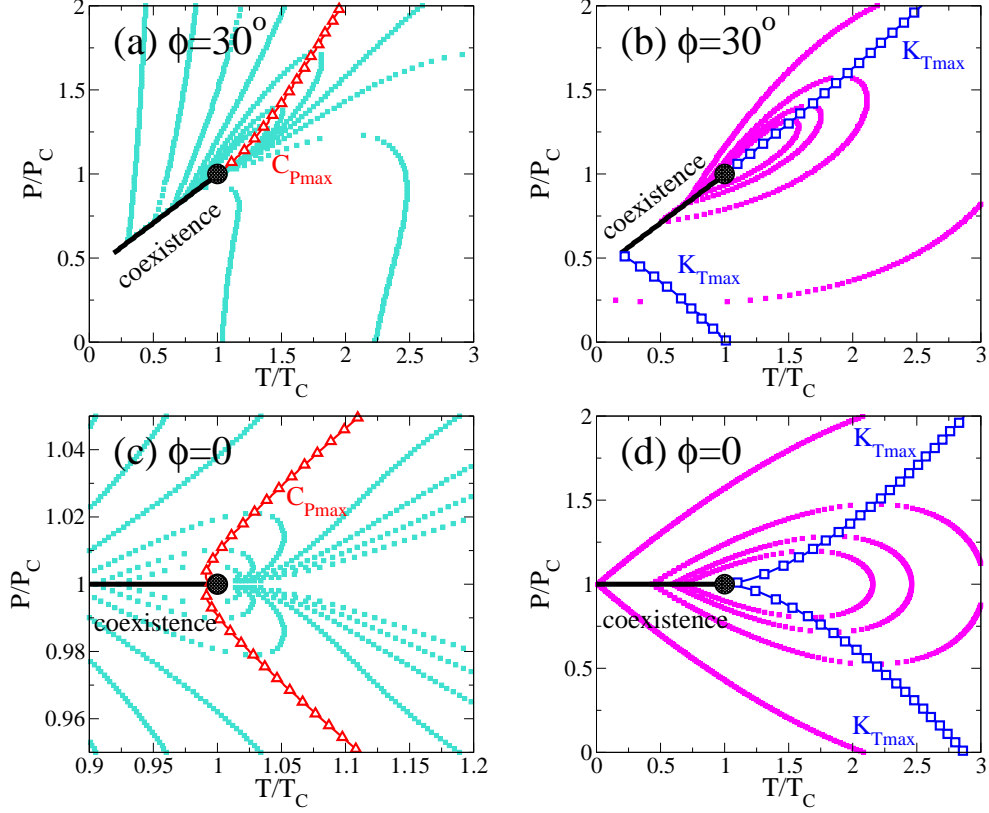 (a) ϕ=30°
2
1.5
1
0.5
0
P/P_C
C_Pmax
coexistence
0 0.5 1 1.5 2 2.5 3
T/T_C
(b) ϕ=30°
2
1.5
1
0.5
0
P/P_C
K_Tmax
coexistence
K_Tmax
0 0.5 1 1.5 2 2.5 3
T/T_C
(c) ϕ=0
1.04
1.02
1
0.98
0.96
P/P_C
C_Pmax
coexistence
0.9 0.95 1 1.05 1.1 1.15 1.2
T/T_C
(d) ϕ=0
2
1.5
1
0.5
0
P/P_C
K_Tmax
coexistence
K_Tmax
0 0.5 1 1.5 2 2.5 3
T/T_C